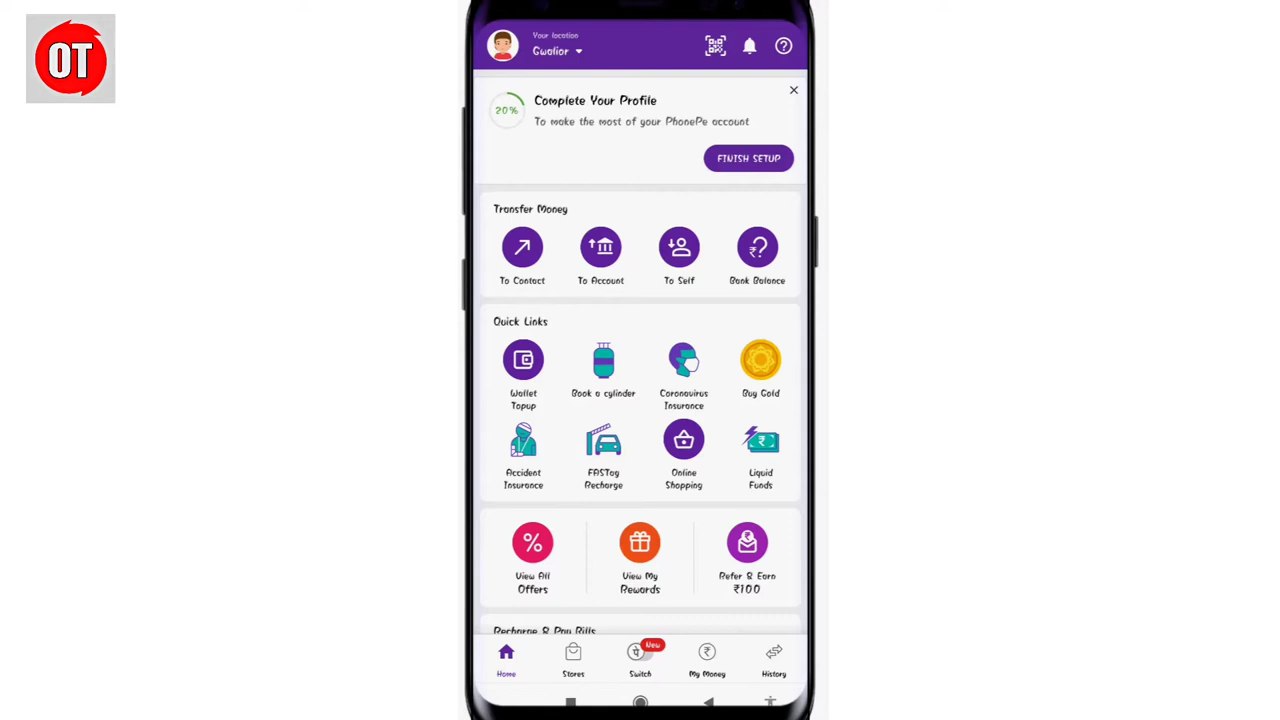 OT
Your location
Gwalior
20%
Complete Your Profile
To make the most of your PhonePe account
FINISH SETUP
Transfer Money
To Contact
To Account
To Self
Bank Balance
Quick Links
Wallet
Topup
Book a cylinder
Coronavirus
Insurance
Buy Gold
Accident
Insurance
FASTag
Recharge
Online
Shopping
Liquid
Funds
View All
Offers
View My
Rewards
Refer & Earn
₹100
Recharge & Pay Bills
New
Home
Stores
पे
Switch
My Money
History